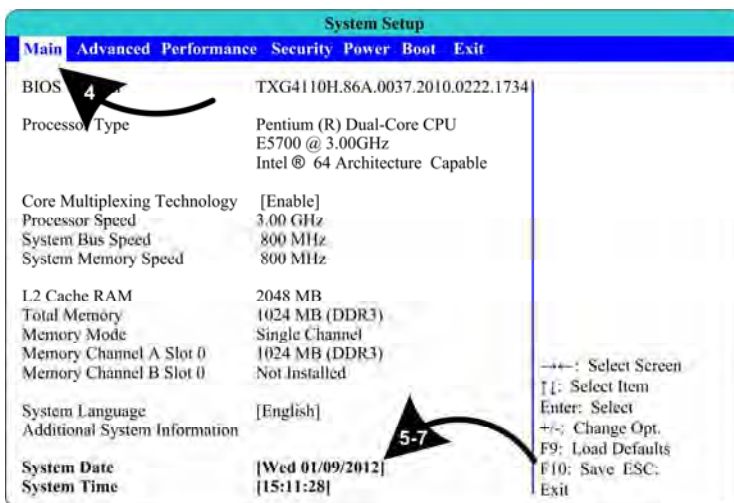 System Setup
Main Advanced Performance Security Power Boot Exit
BIOS TXG4110H.86A.0037.2010.0222.1734
4
Processor Type Pentium (R) Dual-Core CPU
E5700 @ 3.00GHz
Intel ® 64 Architecture Capable
Core Multiplexing Technology [Enable]
Processor Speed 3.00 GHz
System Bus Speed 800 MHz
System Memory Speed 800 MHz
L2 Cache RAM 2048 MB
Total Memory 1024 MB (DDR3)
Memory Mode Single Channel
Memory Channel A Slot 0 1024 MB (DDR3)
Memory Channel B Slot 0 Not Installed
System Language [English]
Additional System Information
5-7
System Date [Wed 01/09/2012]
System Time [15:11:28]
→←: Select Screen
↑↓: Select Item
Enter: Select
+/-: Change Opt.
F9: Load Defaults
F10: Save ESC:
Exit